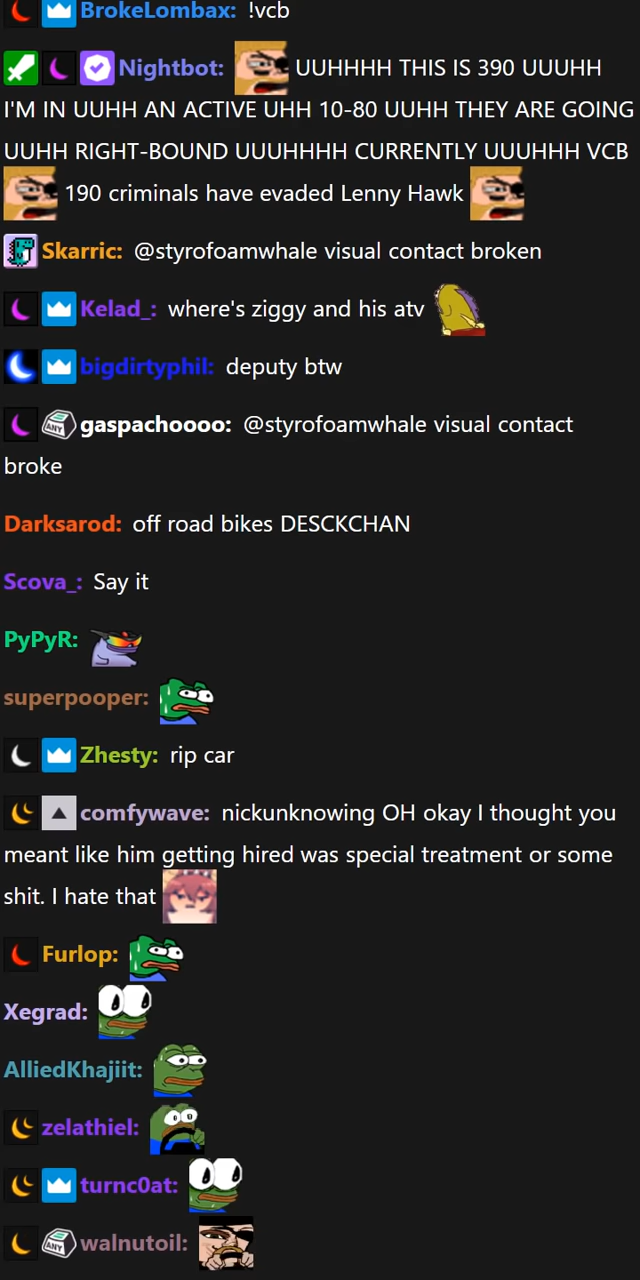 BrokeLombax: !vcb
Nightbot: UUHHHH THIS IS 390 UUUHH
I'M IN UUHH AN ACTIVE UHH 10-80 UUHH THEY ARE GOING
UUHH RIGHT-BOUND UUUHHHH CURRENTLY UUUHHH VCB
190 criminals have evaded Lenny Hawk
Skarric: @styrofoamwhale visual contact broken
Kelad_: where's ziggy and his atv
bigdirtyphil: deputy btw
ANY gaspachoooo: @styrofoamwhale visual contact
broke
Darksarod: off road bikes DESCKCHAN
Scova_: Say it
PyPyR:
superpooper:
Zhesty: rip car
comfywave: nickunknowing OH okay I thought you
meant like him getting hired was special treatment or some
shit. I hate that
Furlop:
Xegrad:
AlliedKhajiit:
zelathiel:
turnc0at:
ANY walnutoil: